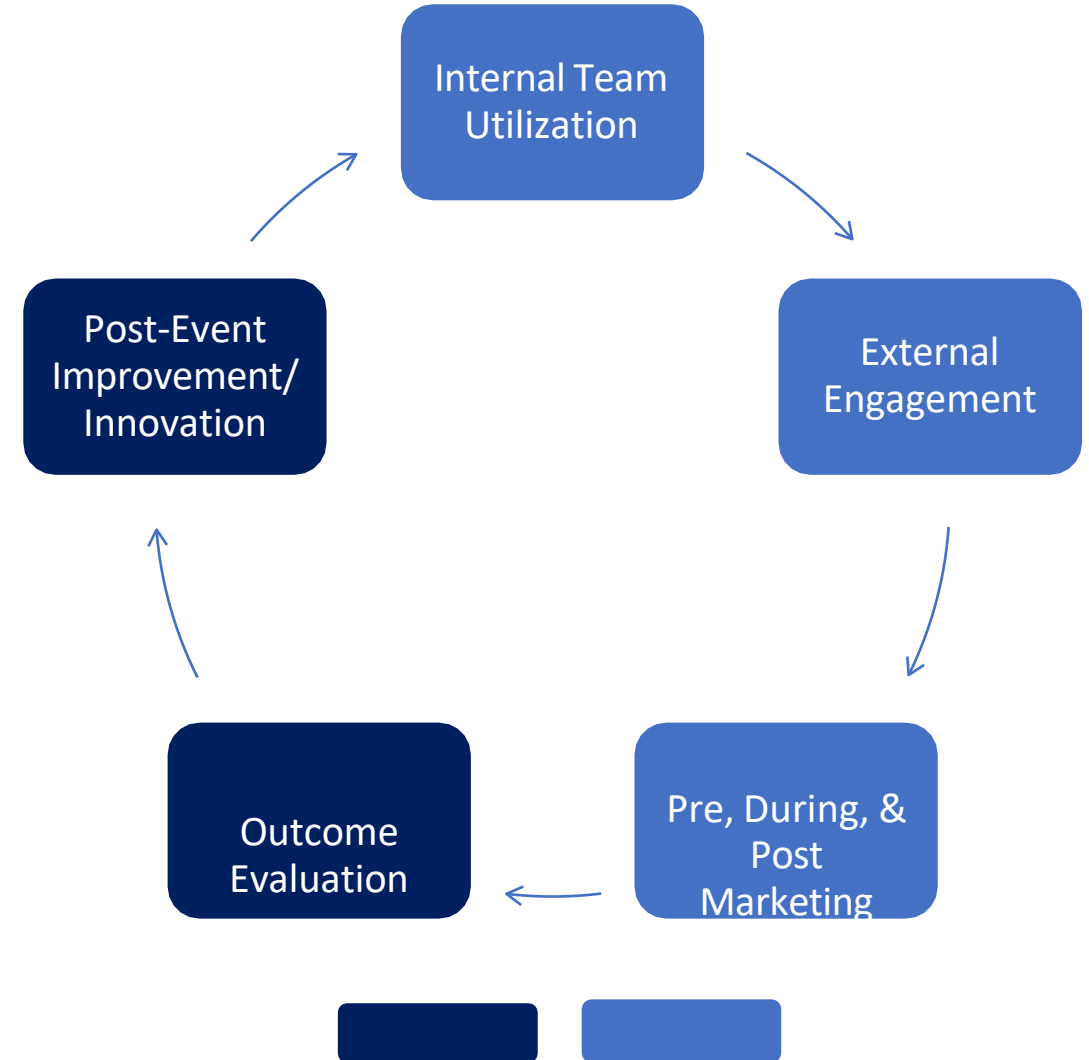 Internal Team
Utilization
External
Engagement
Pre, During, &
Post
Marketing
Outcome
Evaluation
Post-Event
Improvement/
Innovation